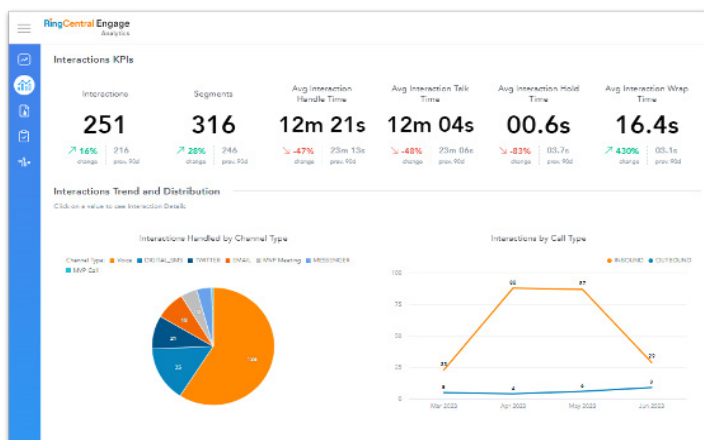 RingCentral Engage
Analytics
Interactions KPIs
Interactions
251
16% change
216 prev. 90d
Segments
316
28% change
246 prev. 90d
Avg Interaction Handle Time
12m 21s
-47% change
23m 13s prev. 90d
Avg Interaction Talk Time
12m 04s
-48% change
23m 06s prev. 90d
Avg Interaction Hold Time
00.6s
-83% change
03.7s prev. 90d
Avg Interaction Wrap Time
16.4s
430% change
03.1s prev. 90d
Interactions Trend and Distribution
Click on a value to see Interaction Details
Interactions Handled by Channel Type
Channel Type: Voice DIGITAL_SMS TWITTER EMAIL MVP Meeting MESSENGER
MVP Call
21
35
Interactions by Call Type
INBOUND OUTBOUND
100
75
50
25
0
87
Mar 2023 Apr 2023 May 2023 Jun 2023